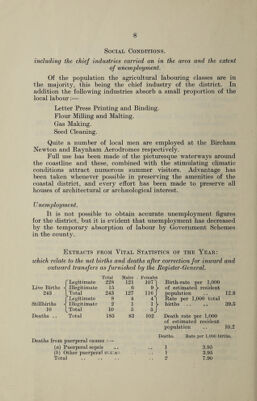 8
SOCIAL CONDITIONS.
including the chief industries carried on in the area and the extent
of unemployment.
Of the population the agricultural labouring classes are in
the majority, this being the chief industry of the district. In
addition the following industries absorb a small proportion of the
local labour :—
Letter Press Printing and Binding.
Flour Milling and Malting.
Gas Making.
Seed Cleaning.
Quite a number of local men are employed at the Bircham
Newton and Raynham Aerodromes respectively.
Full use has been made of the picturesque waterways around
the coastline and these, combined with the stimulating climatic
conditions attract numerous summer visitors. Advantage has
been taken whenever possible in preserving the amenities of the
coastal district, and every effort has been made to preserve all
houses of architectural or archæological interest.
Unemployment.
It is not possible to obtain accurate unemployment figures
for the district, but it is evident that unemployment has decreased
by the temporary absorption of labour by Government Schemes
in the county.
EXTRACTS FROM VITAL STATISTICS OF THE YEAR:
which relate to the net births and deaths after correction for inward and
outward transfers as furnished by the Register-General.
Total Males Females
Legitimate 228 121 107 Birth-rate per 1,000
Live Births Illegitimate 15 6 9 of estimated resident
243 Total 243 127 116 population 12.8
Legitimate 8 4 4 Rate per 1,000 total
Stillbirths Illegitimate 2 1 1 births .. .. 39.5
10 Total 10 5 5
Deaths .. Total 185 83 102 Death rate per 1,000
of estimated resident
population .. 10.2
Deaths. Rate per 1,000 births.
Deaths from puerperal causes :—
(a) Puerperal sepsis .. .. 1 3.95
(b) Other puerperal .. 1 3.95
Total .. .. .. .. 2 7.90